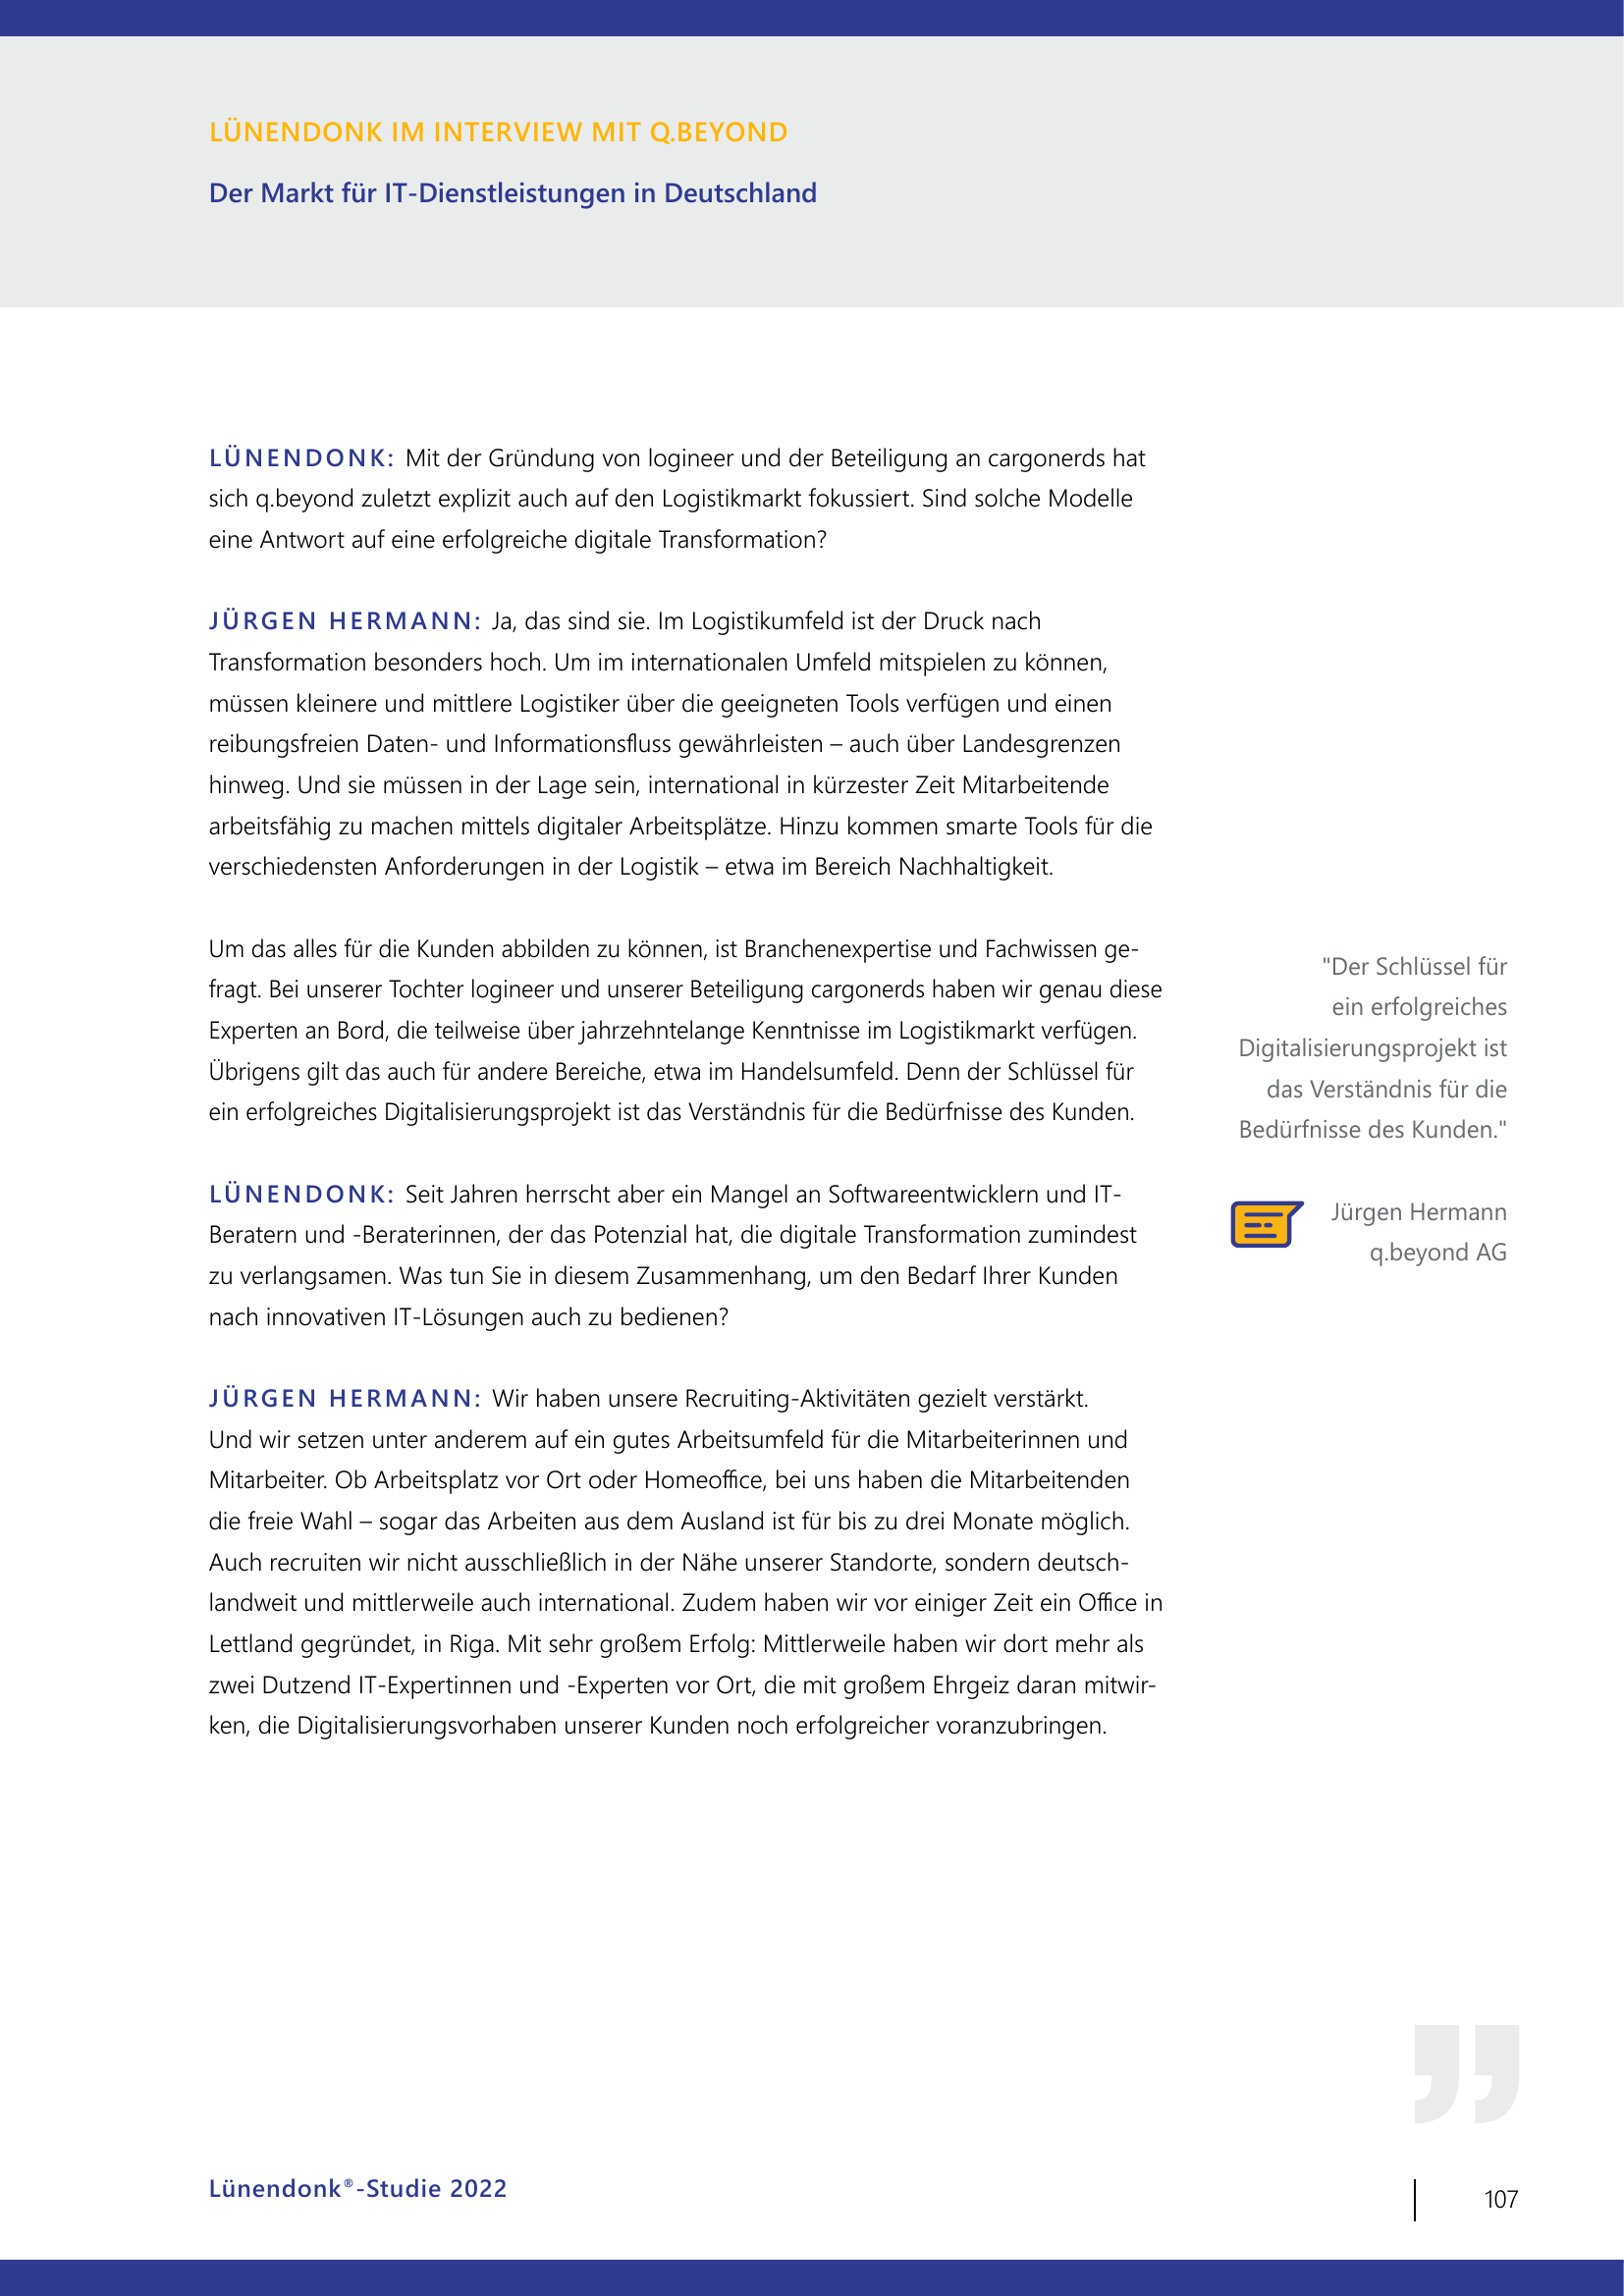 LÜNENDONK IM INTERVIEW MIT Q.BEYOND
Der Markt für IT-Dienstleistungen in Deutschland
LÜNENDONK: Mit der Gründung von logineer und der Beteiligung an cargonerds hat
sich q.beyond zuletzt explizit auch auf den Logistikmarkt fokussiert. Sind solche Modelle
eine Antwort auf eine erfolgreiche digitale Transformation?
JÜRGEN HERMANN: Ja, das sind sie. Im Logistikumfeld ist der Druck nach
Transformation besonders hoch. Um im internationalen Umfeld mitspielen zu können,
müssen kleinere und mittlere Logistiker über die geeigneten Tools verfügen und einen
reibungsfreien Daten- und Informationsfluss gewährleisten – auch über Landesgrenzen
hinweg. Und sie müssen in der Lage sein, international in kürzester Zeit Mitarbeitende
arbeitsfähig zu machen mittels digitaler Arbeitsplätze. Hinzu kommen smarte Tools für die
verschiedensten Anforderungen in der Logistik – etwa im Bereich Nachhaltigkeit.
Um das alles für die Kunden abbilden zu können, ist Branchenexpertise und Fachwissen ge-
fragt. Bei unserer Tochter logineer und unserer Beteiligung cargonerds haben wir genau diese
Experten an Bord, die teilweise über jahrzehntelange Kenntnisse im Logistikmarkt verfügen.
Übrigens gilt das auch für andere Bereiche, etwa im Handelsumfeld. Denn der Schlüssel für
ein erfolgreiches Digitalisierungsprojekt ist das Verständnis für die Bedürfnisse des Kunden.
"Der Schlüssel für
ein erfolgreiches
Digitalisierungsprojekt ist
das Verständnis für die
Bedürfnisse des Kunden."
Jürgen Hermann
q.beyond AG
LÜNENDONK: Seit Jahren herrscht aber ein Mangel an Softwareentwicklern und IT-
Beratern und -Beraterinnen, der das Potenzial hat, die digitale Transformation zumindest
zu verlangsamen. Was tun Sie in diesem Zusammenhang, um den Bedarf Ihrer Kunden
nach innovativen IT-Lösungen auch zu bedienen?
JÜRGEN HERMANN: Wir haben unsere Recruiting-Aktivitäten gezielt verstärkt.
Und wir setzen unter anderem auf ein gutes Arbeitsumfeld für die Mitarbeiterinnen und
Mitarbeiter. Ob Arbeitsplatz vor Ort oder Homeoffice, bei uns haben die Mitarbeitenden
die freie Wahl – sogar das Arbeiten aus dem Ausland ist für bis zu drei Monate möglich.
Auch recruiten wir nicht ausschließlich in der Nähe unserer Standorte, sondern deutsch-
landweit und mittlerweile auch international. Zudem haben wir vor einiger Zeit ein Office in
Lettland gegründet, in Riga. Mit sehr großem Erfolg: Mittlerweile haben wir dort mehr als
zwei Dutzend IT-Expertinnen und -Experten vor Ort, die mit großem Ehrgeiz daran mitwir-
ken, die Digitalisierungsvorhaben unserer Kunden noch erfolgreicher voranzubringen.
Lünendonk®-Studie 2022
107